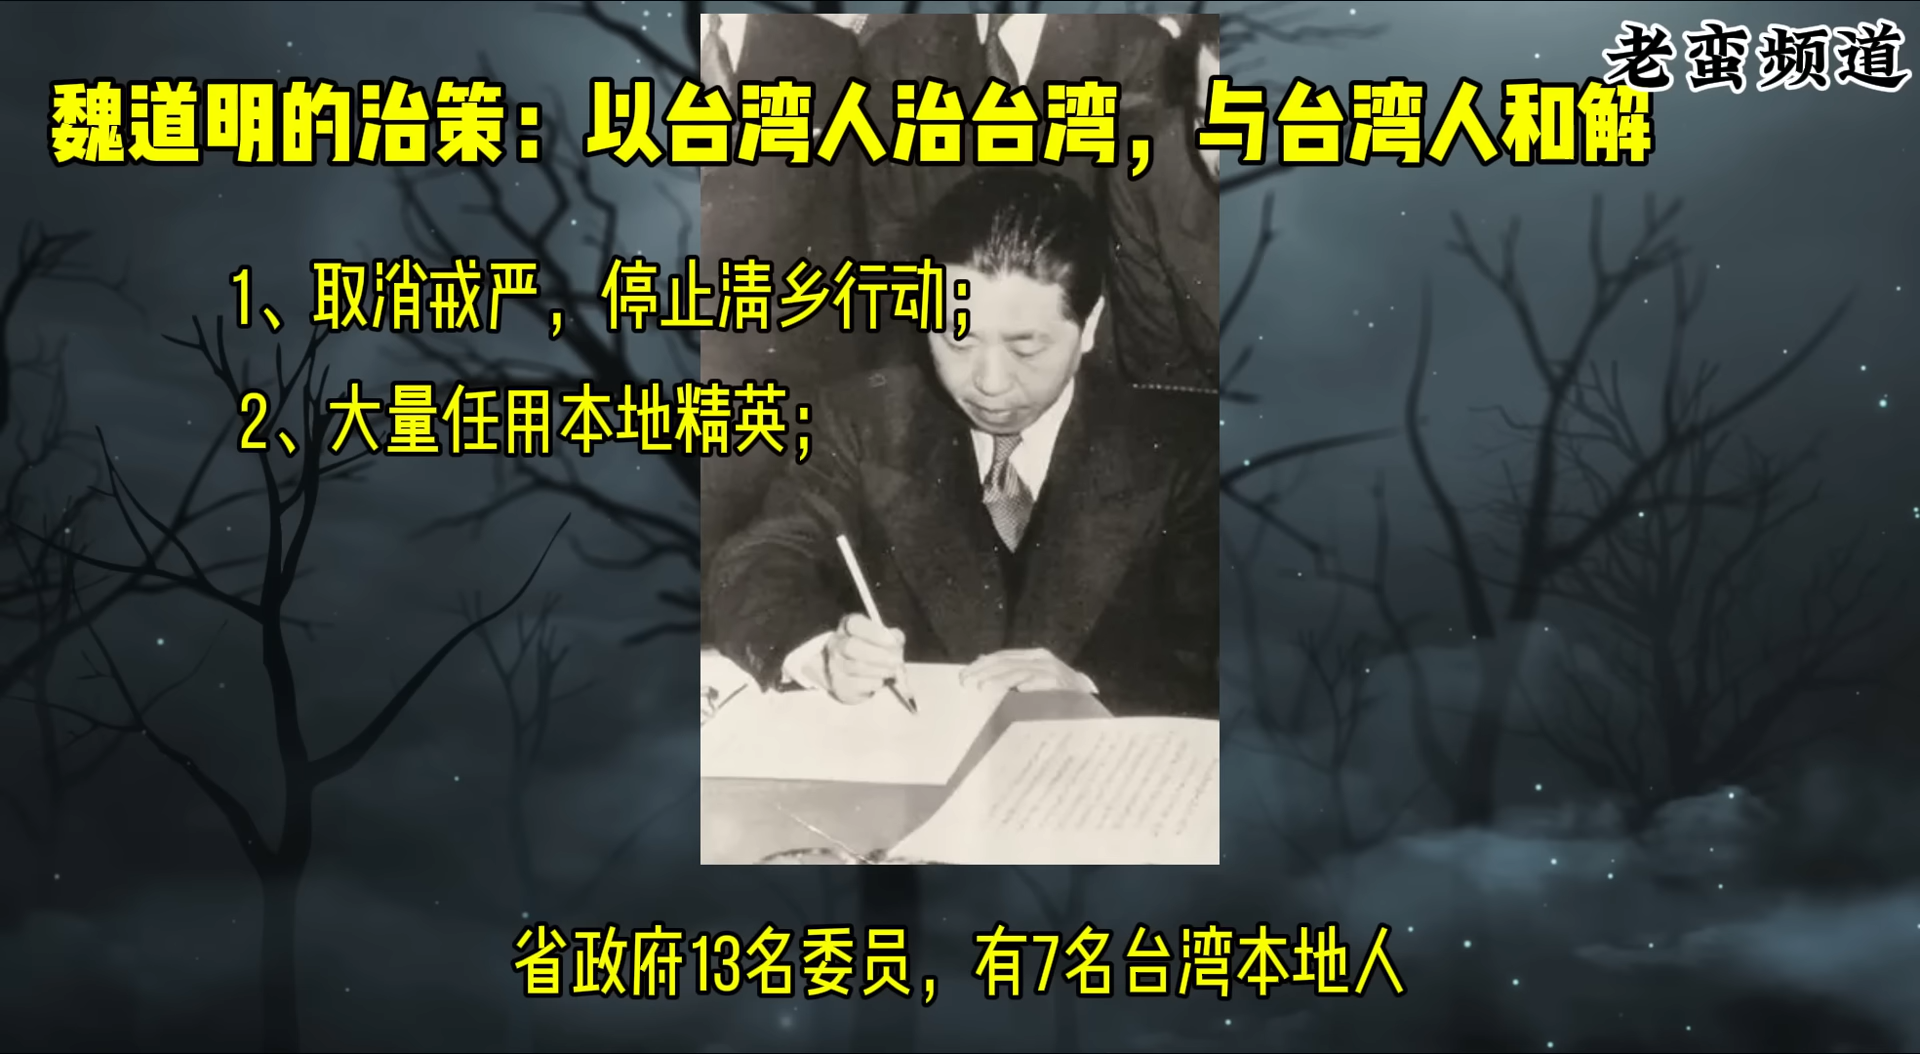 老蛮频道
魏道明的治策：以台湾人治台湾，与台湾人和解
1、取消戒严，停止清乡行动；
2、大量任用本地精英；
省政府13名委员，有7名台湾本地人